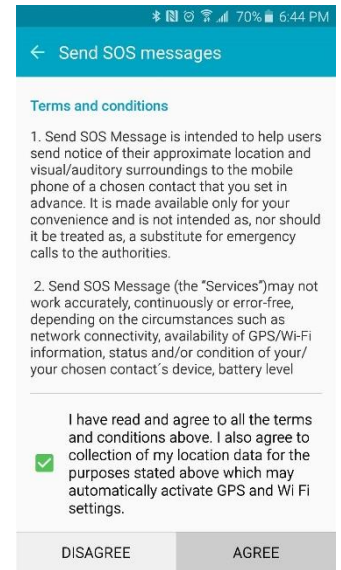 70% 6:44 PM
Send SOS messages
Terms and conditions
1. Send SOS Message is intended to help users
send notice of their approximate location and
visual/auditory surroundings to the mobile
phone of a chosen contact that you set in
advance. It is made available only for your
convenience and is not intended as, nor should
it be treated as, a substitute for emergency
calls to the authorities.
2. Send SOS Message (the “Services”)may not
work accurately, continuously or error-free,
depending on the circumstances such as
network connectivity, availability of GPS/Wi-Fi
information, status and/or condition of your/
your chosen contact´s device, battery level
I have read and agree to all the terms
and conditions above. I also agree to
collection of my location data for the
purposes stated above which may
automatically activate GPS and Wi Fi
settings.
DISAGREE AGREE